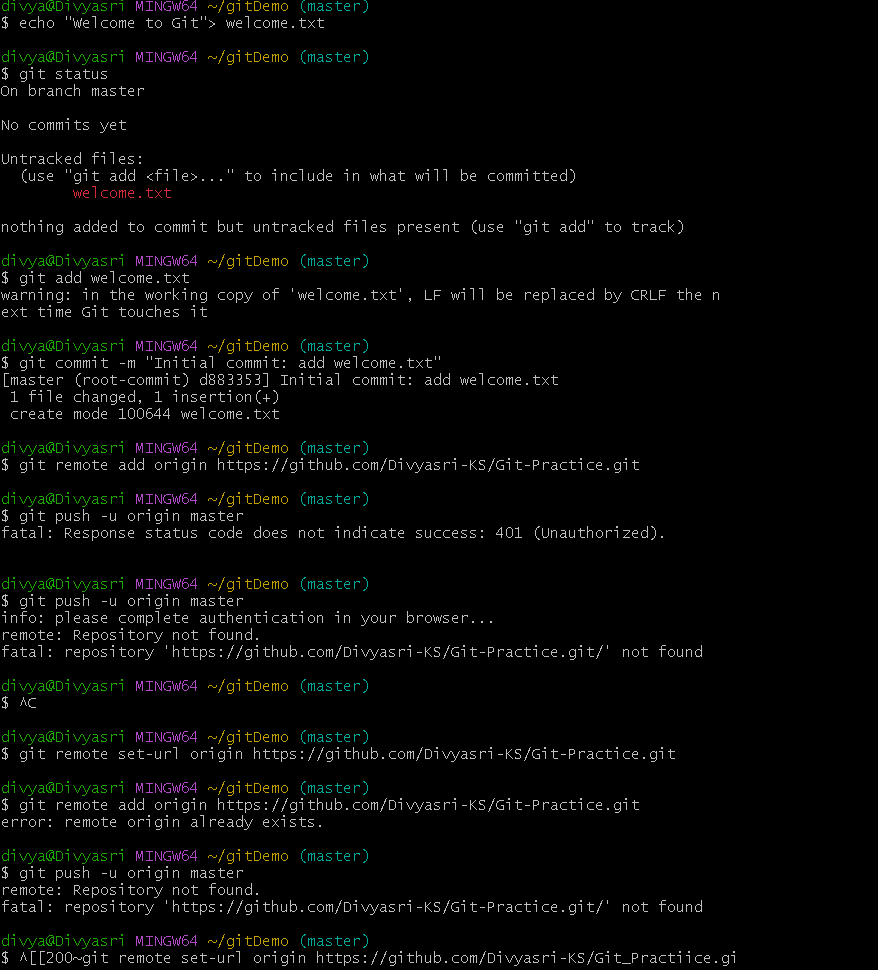 divya@Divyasri MINGW64 ~/gitDemo (master)
$ echo "Welcome to Git"> welcome.txt
divya@Divyasri MINGW64 ~/gitDemo (master)
$ git status
On branch master
No commits yet
Untracked files:
  (use "git add <file>..." to include in what will be committed)
        welcome.txt
nothing added to commit but untracked files present (use "git add" to track)
divya@Divyasri MINGW64 ~/gitDemo (master)
$ git add welcome.txt
warning: in the working copy of 'welcome.txt', LF will be replaced by CRLF the n
ext time Git touches it
divya@Divyasri MINGW64 ~/gitDemo (master)
$ git commit -m "Initial commit: add welcome.txt"
[master (root-commit) d883353] Initial commit: add welcome.txt
 1 file changed, 1 insertion(+)
 create mode 100644 welcome.txt
divya@Divyasri MINGW64 ~/gitDemo (master)
$ git remote add origin https://github.com/Divyasri-KS/Git-Practice.git
divya@Divyasri MINGW64 ~/gitDemo (master)
$ git push -u origin master
fatal: Response status code does not indicate success: 401 (Unauthorized).
divya@Divyasri MINGW64 ~/gitDemo (master)
$ git push -u origin master
info: please complete authentication in your browser...
remote: Repository not found.
fatal: repository 'https://github.com/Divyasri-KS/Git-Practice.git/' not found
divya@Divyasri MINGW64 ~/gitDemo (master)
$ ^C
divya@Divyasri MINGW64 ~/gitDemo (master)
$ git remote set-url origin https://github.com/Divyasri-KS/Git-Practice.git
divya@Divyasri MINGW64 ~/gitDemo (master)
$ git remote add origin https://github.com/Divyasri-KS/Git-Practice.git
error: remote origin already exists.
divya@Divyasri MINGW64 ~/gitDemo (master)
$ git push -u origin master
remote: Repository not found.
fatal: repository 'https://github.com/Divyasri-KS/Git-Practice.git/' not found
divya@Divyasri MINGW64 ~/gitDemo (master)
$ ^[[200~git remote set-url origin https://github.com/Divyasri-KS/Git_Practiice.gi